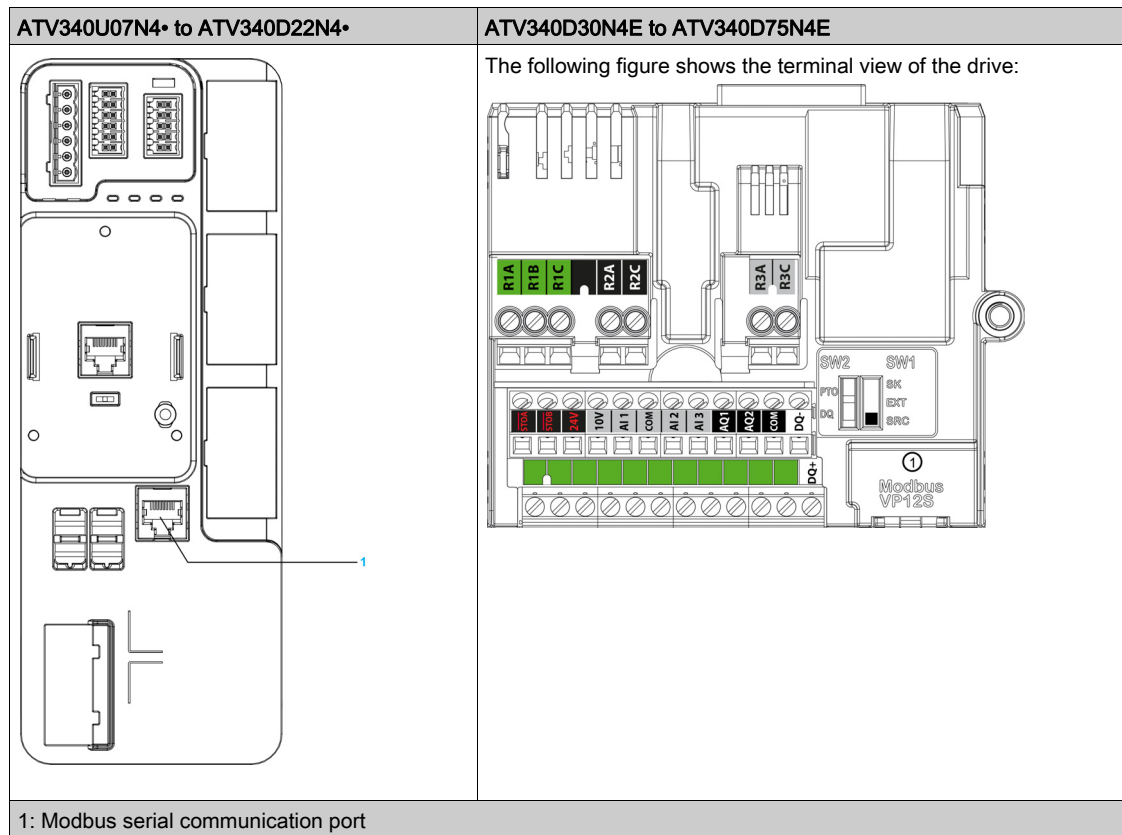 ATV340U07N4• to ATV340D22N4•
ATV340D30N4E to ATV340D75N4E
The following figure shows the terminal view of the drive:
1
R1A R1B R1C R2A R2C R3A R3C
SW2 SW1
PTO SK
EXT
DQ SRC
STOA STOB 24V 10V AI 1 COM AI 2 AI 3 AQ1 AQ2 COM DQ-
DQ+
1
Modbus
VP12S
1: Modbus serial communication port